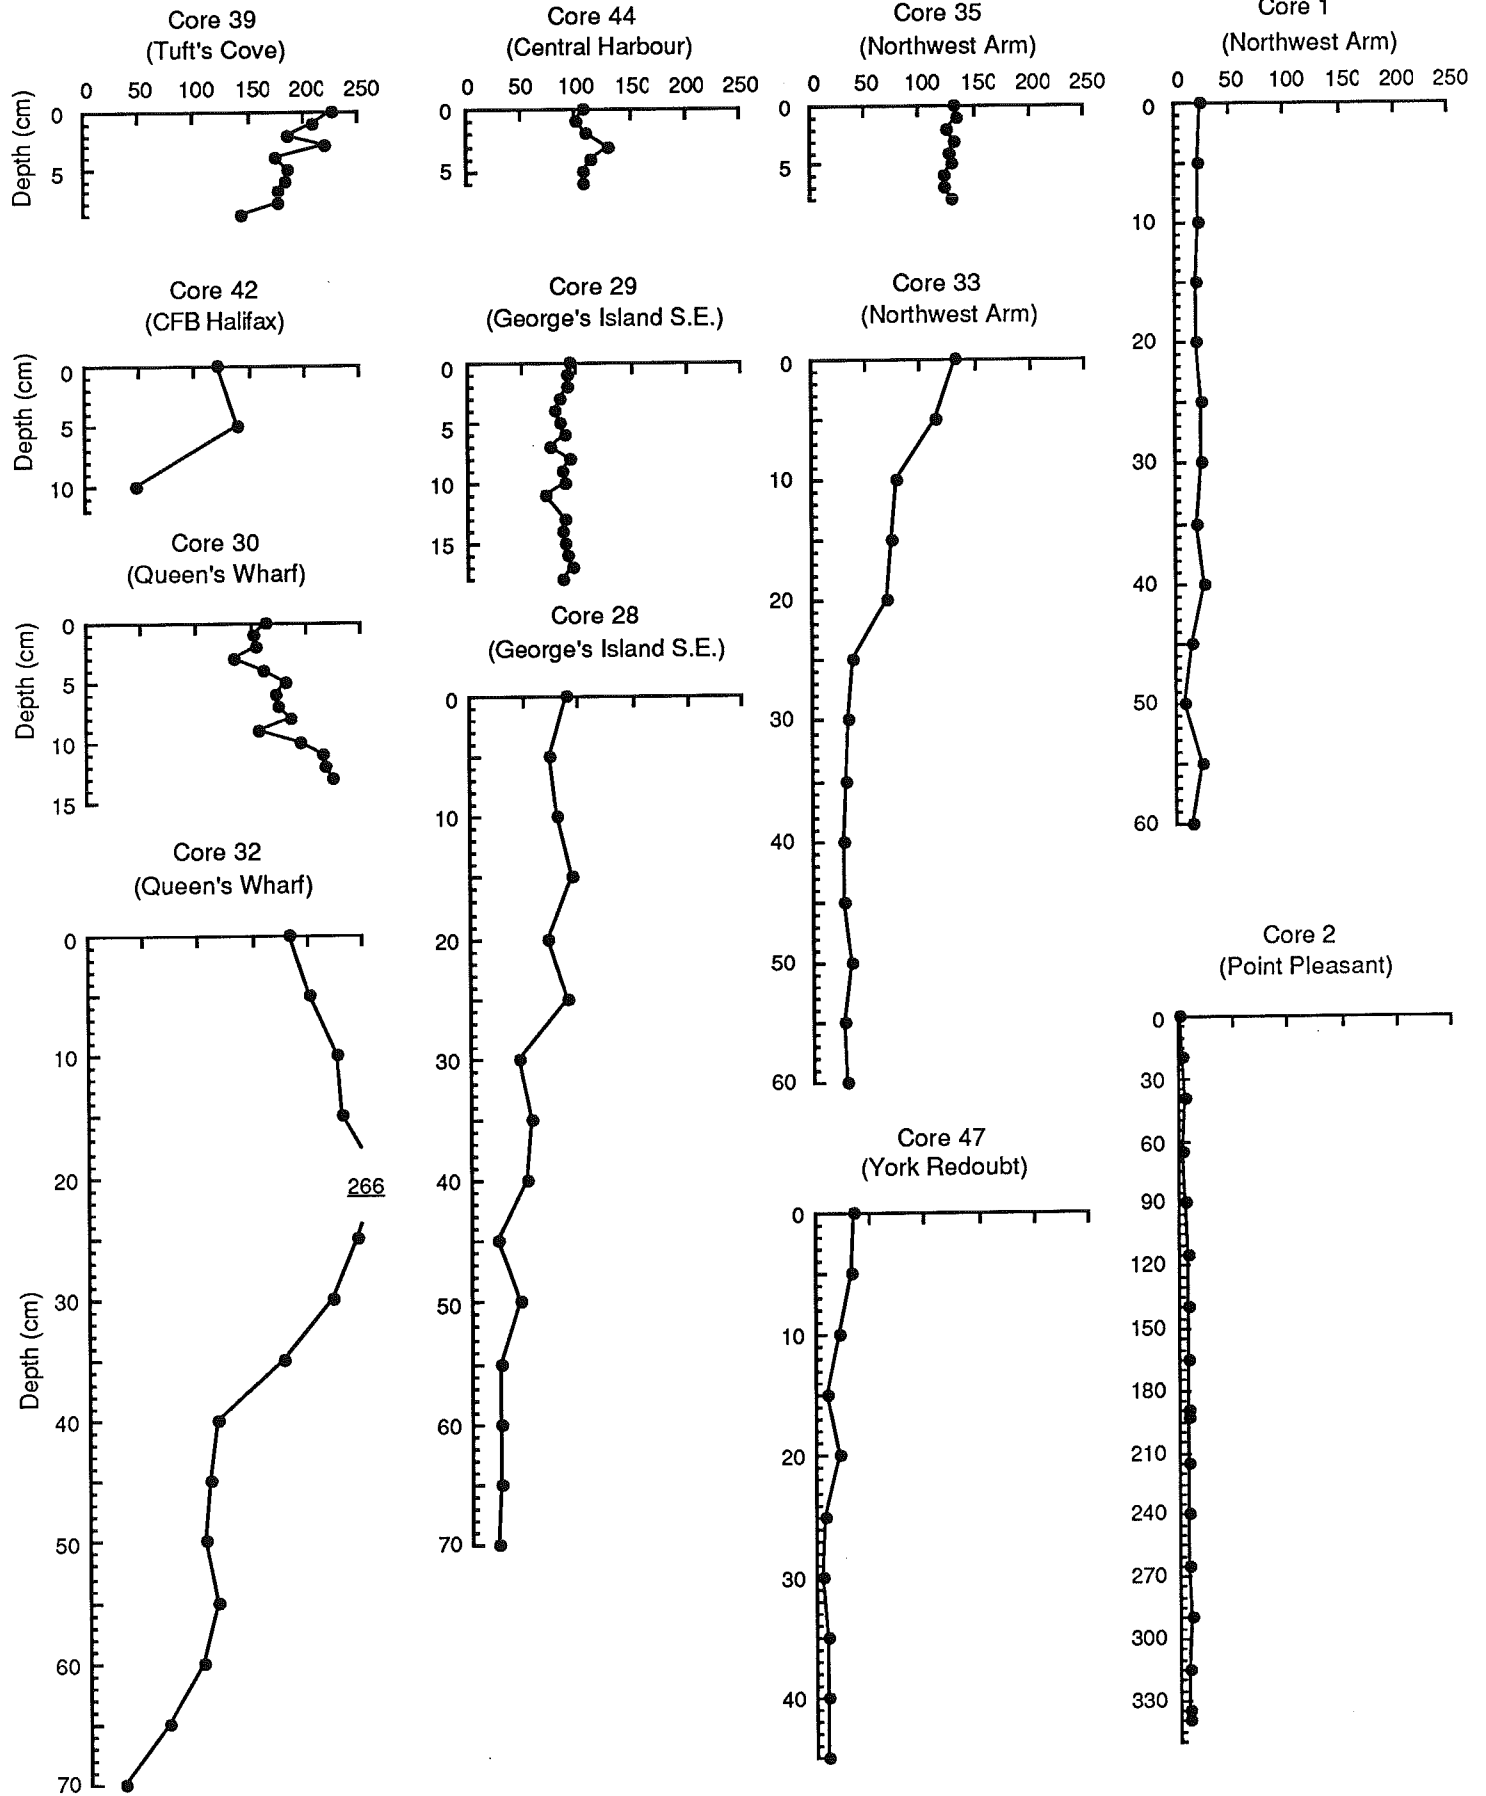 Core 39
(Tuft's Cove)
0 50 100 150 200 250
Depth (cm)
0
5
Core 44
(Central Harbour)
0 50 100 150 200 250
0
5
Core 35
(Northwest Arm)
0 50 100 150 200 250
0
5
Core 1
(Northwest Arm)
0 50 100 150 200 250
0
10
20
30
40
50
60
Core 42
(CFB Halifax)
Depth (cm)
0
5
10
Core 29
(George's Island S.E.)
0
5
10
15
Core 33
(Northwest Arm)
0
10
20
30
40
50
60
Core 30
(Queen's Wharf)
Depth (cm)
0
5
10
15
Core 28
(George's Island S.E.)
0
10
20
30
40
50
60
70
Core 32
(Queen's Wharf)
Depth (cm)
0
10
20
266
30
40
50
60
70
Core 47
(York Redoubt)
0
10
20
30
40
Core 2
(Point Pleasant)
0
30
60
90
120
150
180
210
240
270
300
330